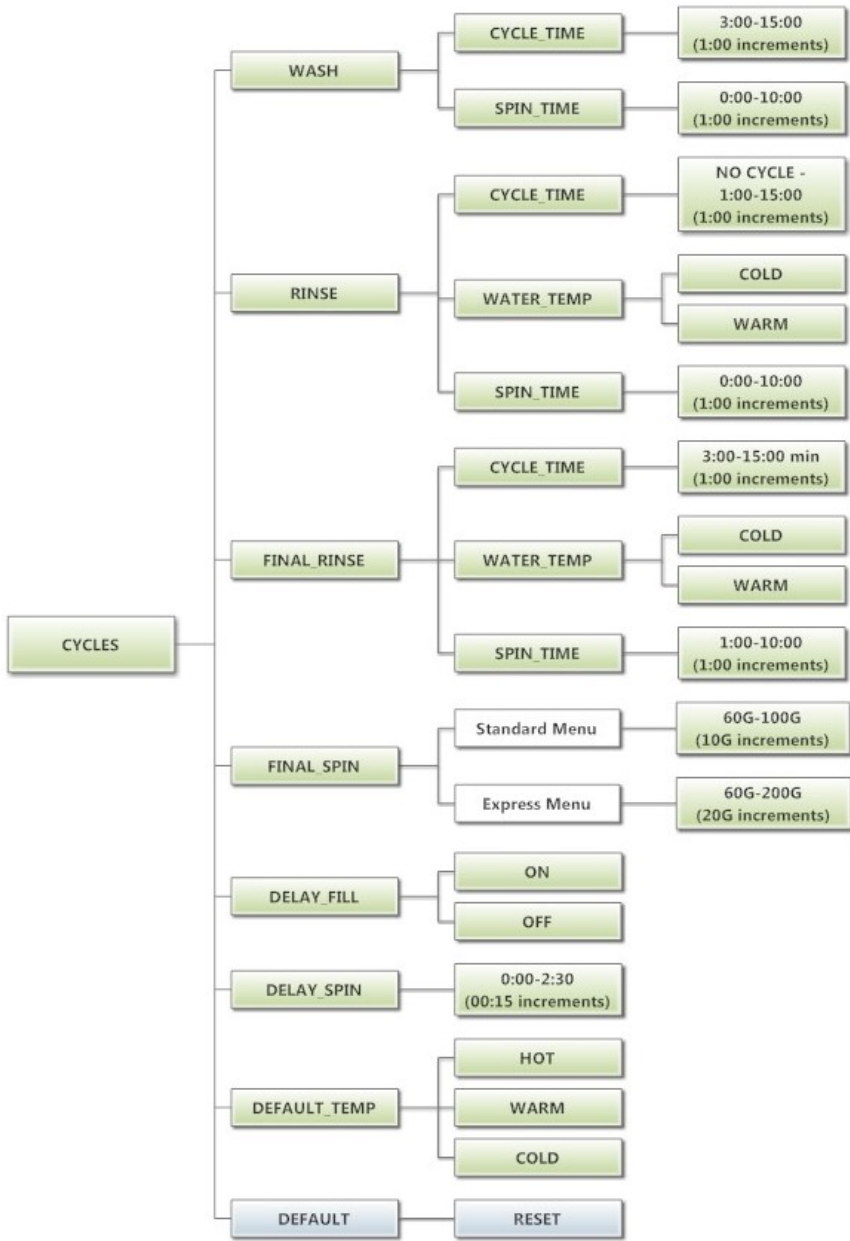 CYCLES
WASH
CYCLE_TIME
3:00-15:00
(1:00 increments)
SPIN_TIME
0:00-10:00
(1:00 increments)
RINSE
CYCLE_TIME
NO CYCLE -
1:00-15:00
(1:00 increments)
WATER_TEMP
COLD
WARM
SPIN_TIME
0:00-10:00
(1:00 increments)
FINAL_RINSE
CYCLE_TIME
3:00-15:00 min
(1:00 increments)
WATER_TEMP
COLD
WARM
SPIN_TIME
1:00-10:00
(1:00 increments)
FINAL_SPIN
Standard Menu
60G-100G
(10G increments)
Express Menu
60G-200G
(20G increments)
DELAY_FILL
ON
OFF
DELAY_SPIN
0:00-2:30
(00:15 increments)
DEFAULT_TEMP
HOT
WARM
COLD
DEFAULT
RESET